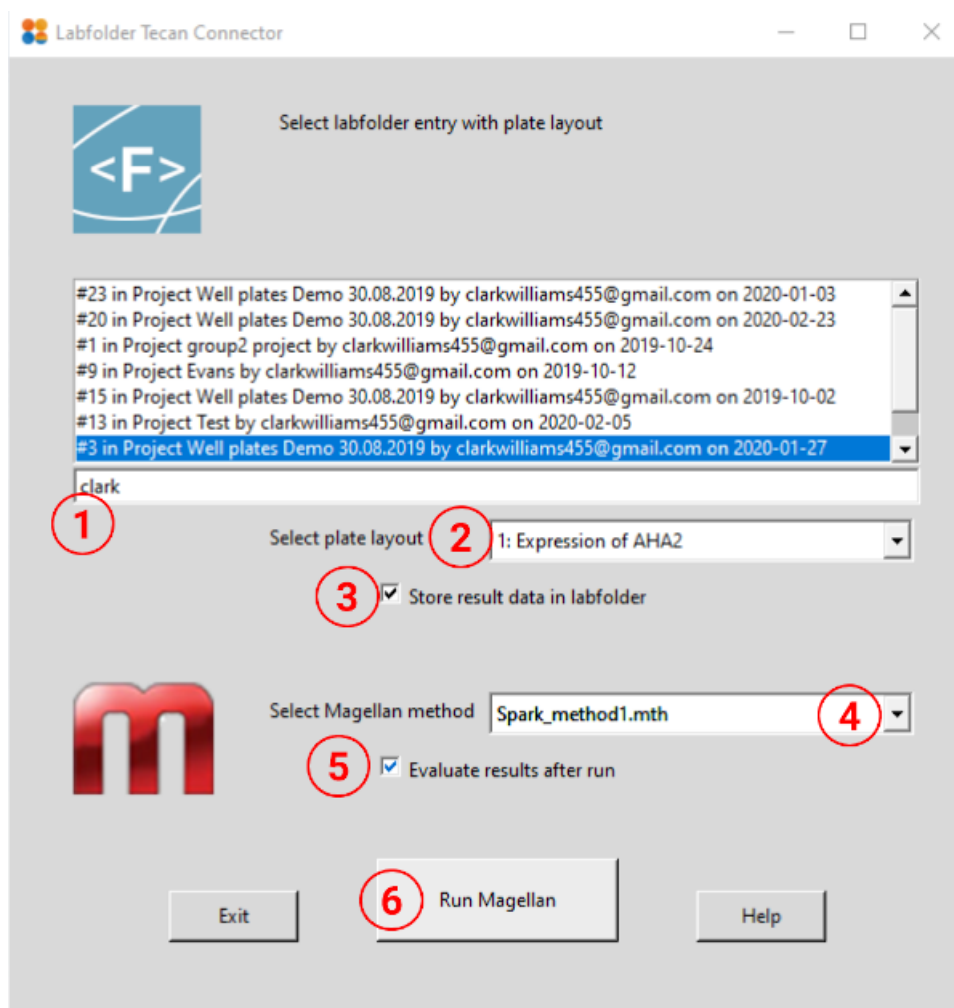 Labfolder Tecan Connector
Select labfolder entry with plate layout
<F>
#23 in Project Well plates Demo 30.08.2019 by clarkwilliams455@gmail.com on 2020-01-03
#20 in Project Well plates Demo 30.08.2019 by clarkwilliams455@gmail.com on 2020-02-23
#1 in Project group2 project by clarkwilliams455@gmail.com on 2019-10-24
#9 in Project Evans by clarkwilliams455@gmail.com on 2019-10-12
#15 in Project Well plates Demo 30.08.2019 by clarkwilliams455@gmail.com on 2019-10-02
#13 in Project Test by clarkwilliams455@gmail.com on 2020-02-05
#3 in Project Well plates Demo 30.08.2019 by clarkwilliams455@gmail.com on 2020-01-27
clark
1
Select plate layout 2 1: Expression of AHA2
3 Store result data in labfolder
m
Select Magellan method Spark_method1.mth 4
5 Evaluate results after run
Exit 6 Run Magellan Help